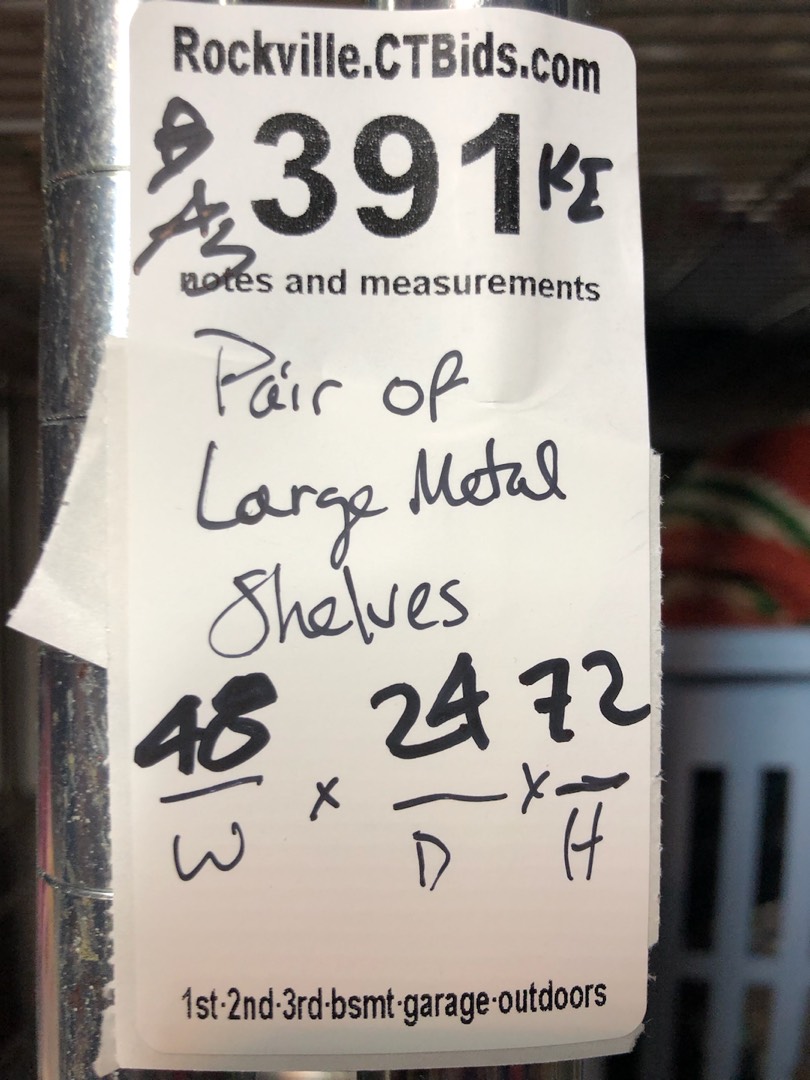 Rockville.CTBids.com
391 KI
notes and measurements
Pair of
Large Metal
Shelves
48 24 72
W x D x H
1st·2nd·3rd·bsmt·garage·outdoors